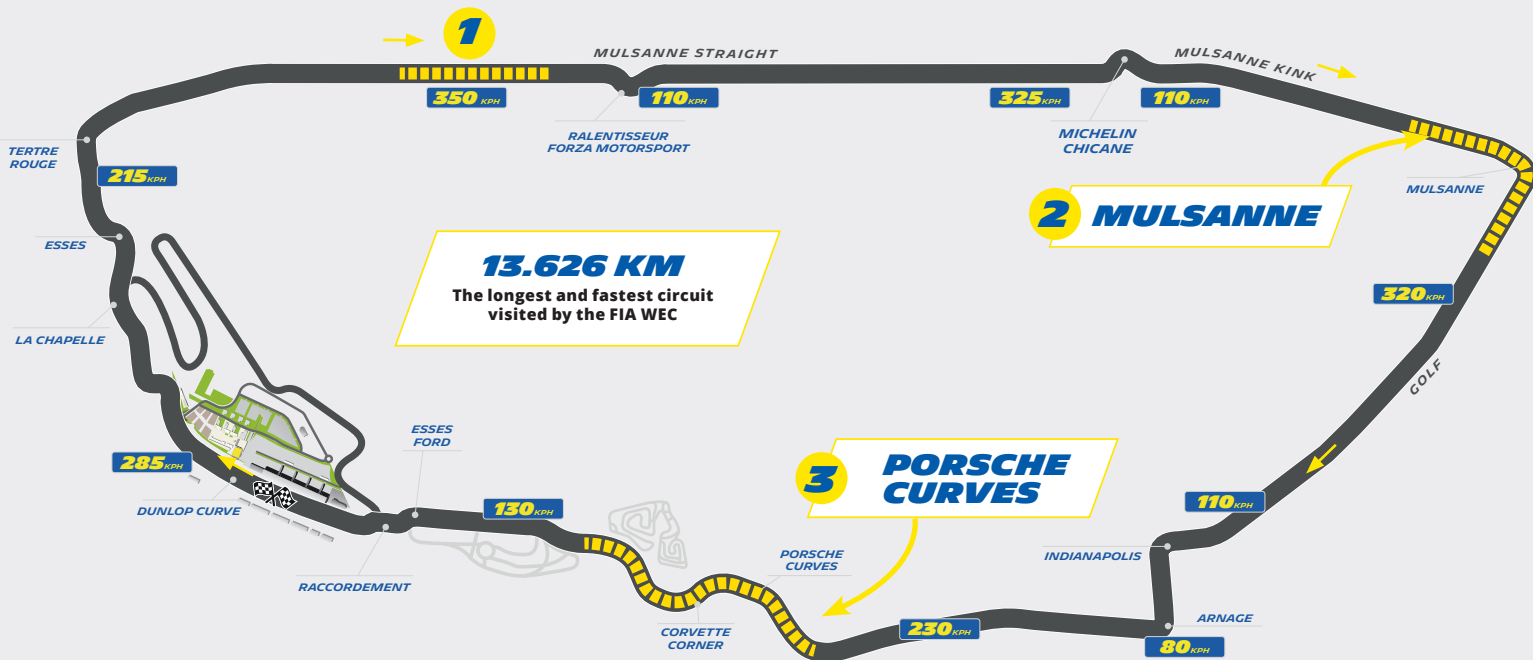 1
MULSANNE STRAIGHT
MULSANNE KINK
350 KPH
110 KPH
325 KPH
110 KPH
RALENTISSEUR
FORZA MOTORSPORT
MICHELIN
CHICANE
TERTRE
ROUGE
215 KPH
MULSANNE
2 MULSANNE
ESSES
13.626 KM
The longest and fastest circuit
visited by the FIA WEC
320 KPH
LA CHAPELLE
GOLF
ESSES
FORD
285 KPH
3 PORSCHE
CURVES
DUNLOP CURVE
130 KPH
110 KPH
INDIANAPOLIS
PORSCHE
CURVES
RACCORDEMENT
CORVETTE
CORNER
230 KPH
ARNAGE
80 KPH